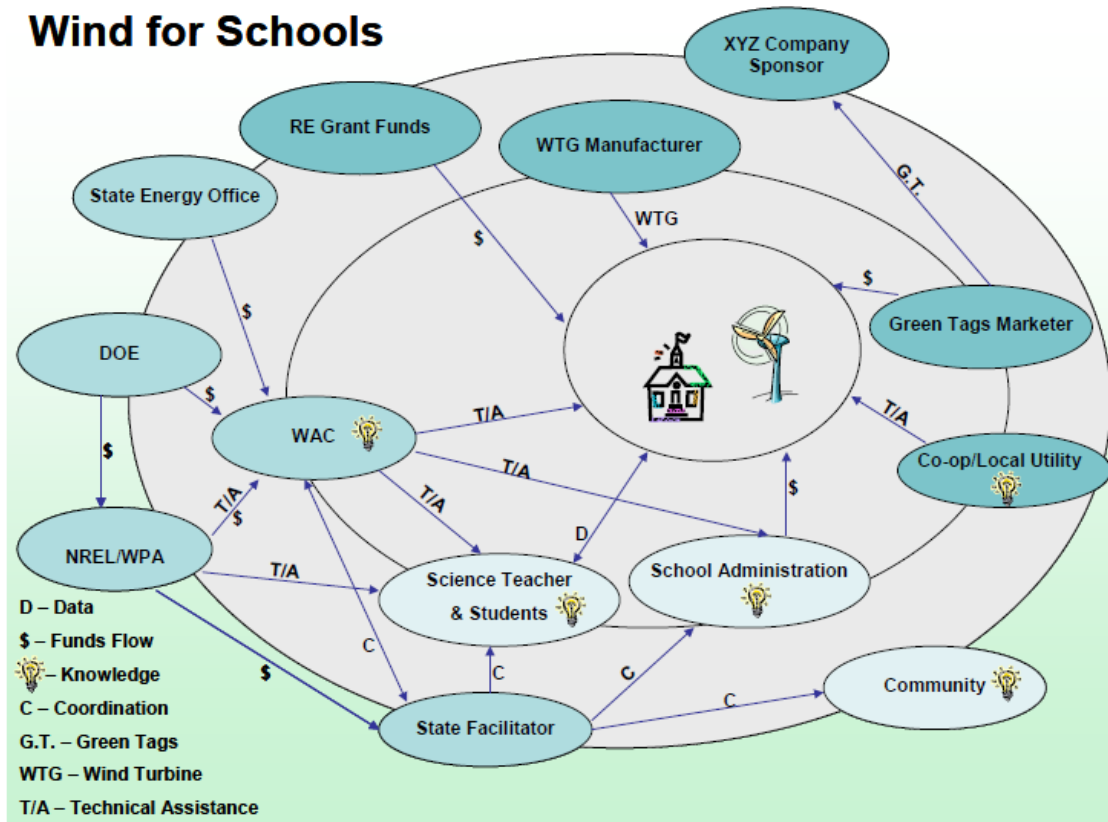 Wind for Schools
XYZ Company
Sponsor
RE Grant Funds
WTG Manufacturer
State Energy Office
G.T.
WTG
$
$
$
Green Tags Marketer
DOE
$
WAC
T/A
T/A
Co-op/Local Utility
$
T/A
T/A
$
T/A
$
D
NREL/WPA
T/A
Science Teacher
& Students
School Administration
D – Data
$ – Funds Flow
– Knowledge
C – Coordination
G.T. – Green Tags
WTG – Wind Turbine
T/A – Technical Assistance
C
$
C
C
C
Community
State Facilitator